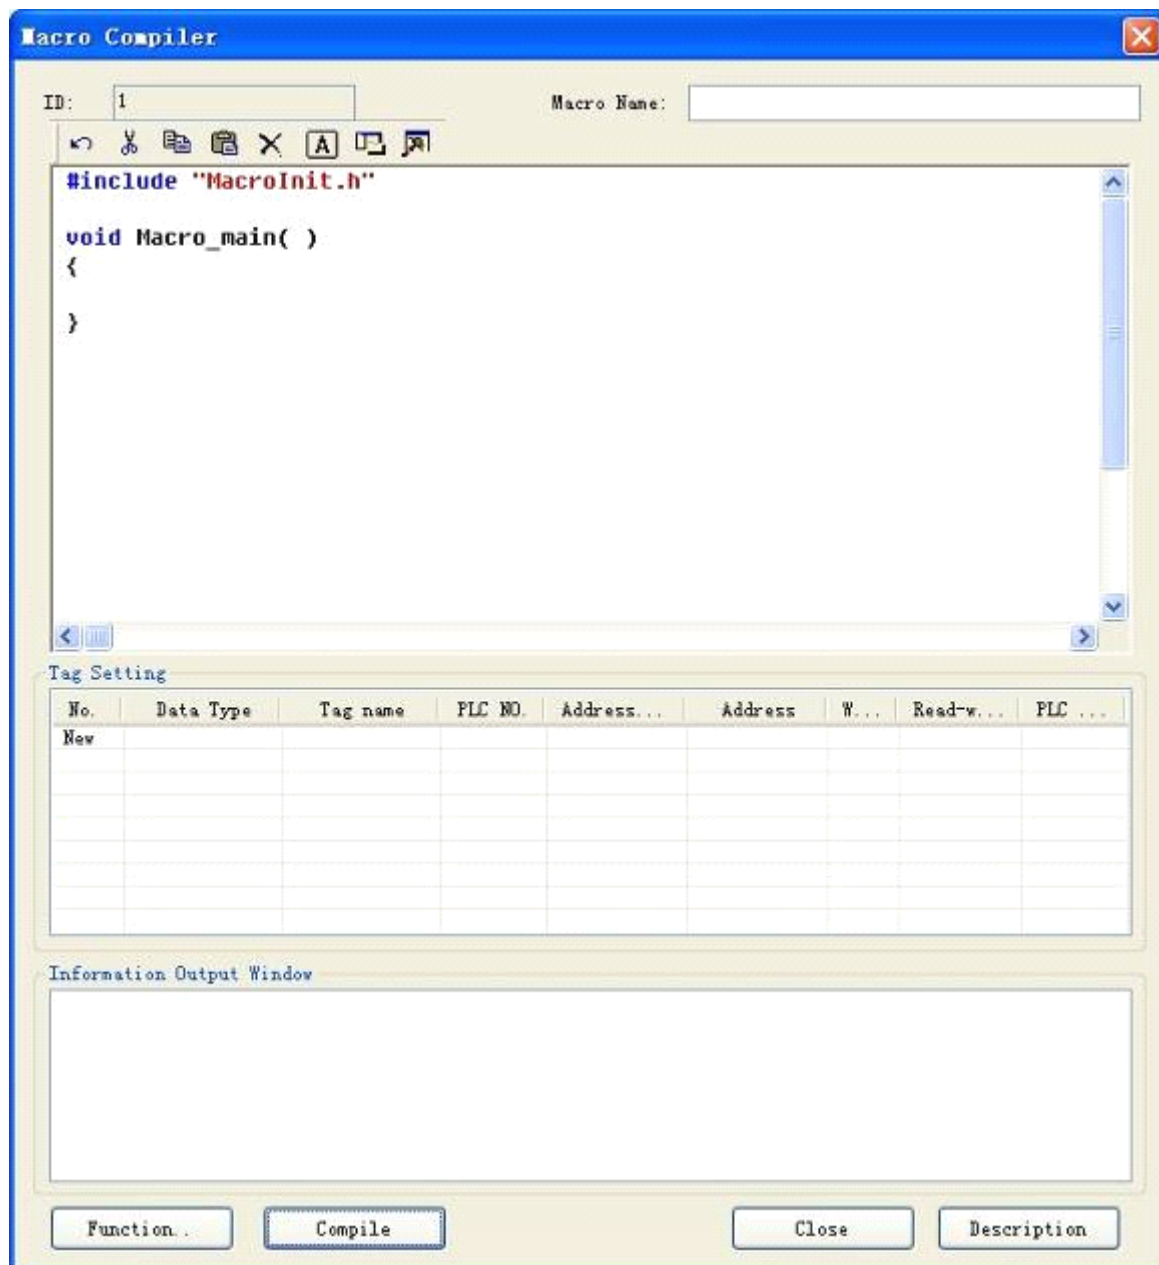 Macro Compiler
ID: 1 Macro Name:
A
#include "MacroInit.h"
void Macro_main( )
{
}
Tag Setting
No. Data Type Tag name PLC NO. Address... Address W... Read-w... PLC ...
New
Information Output Window
Function.. Compile Close Description